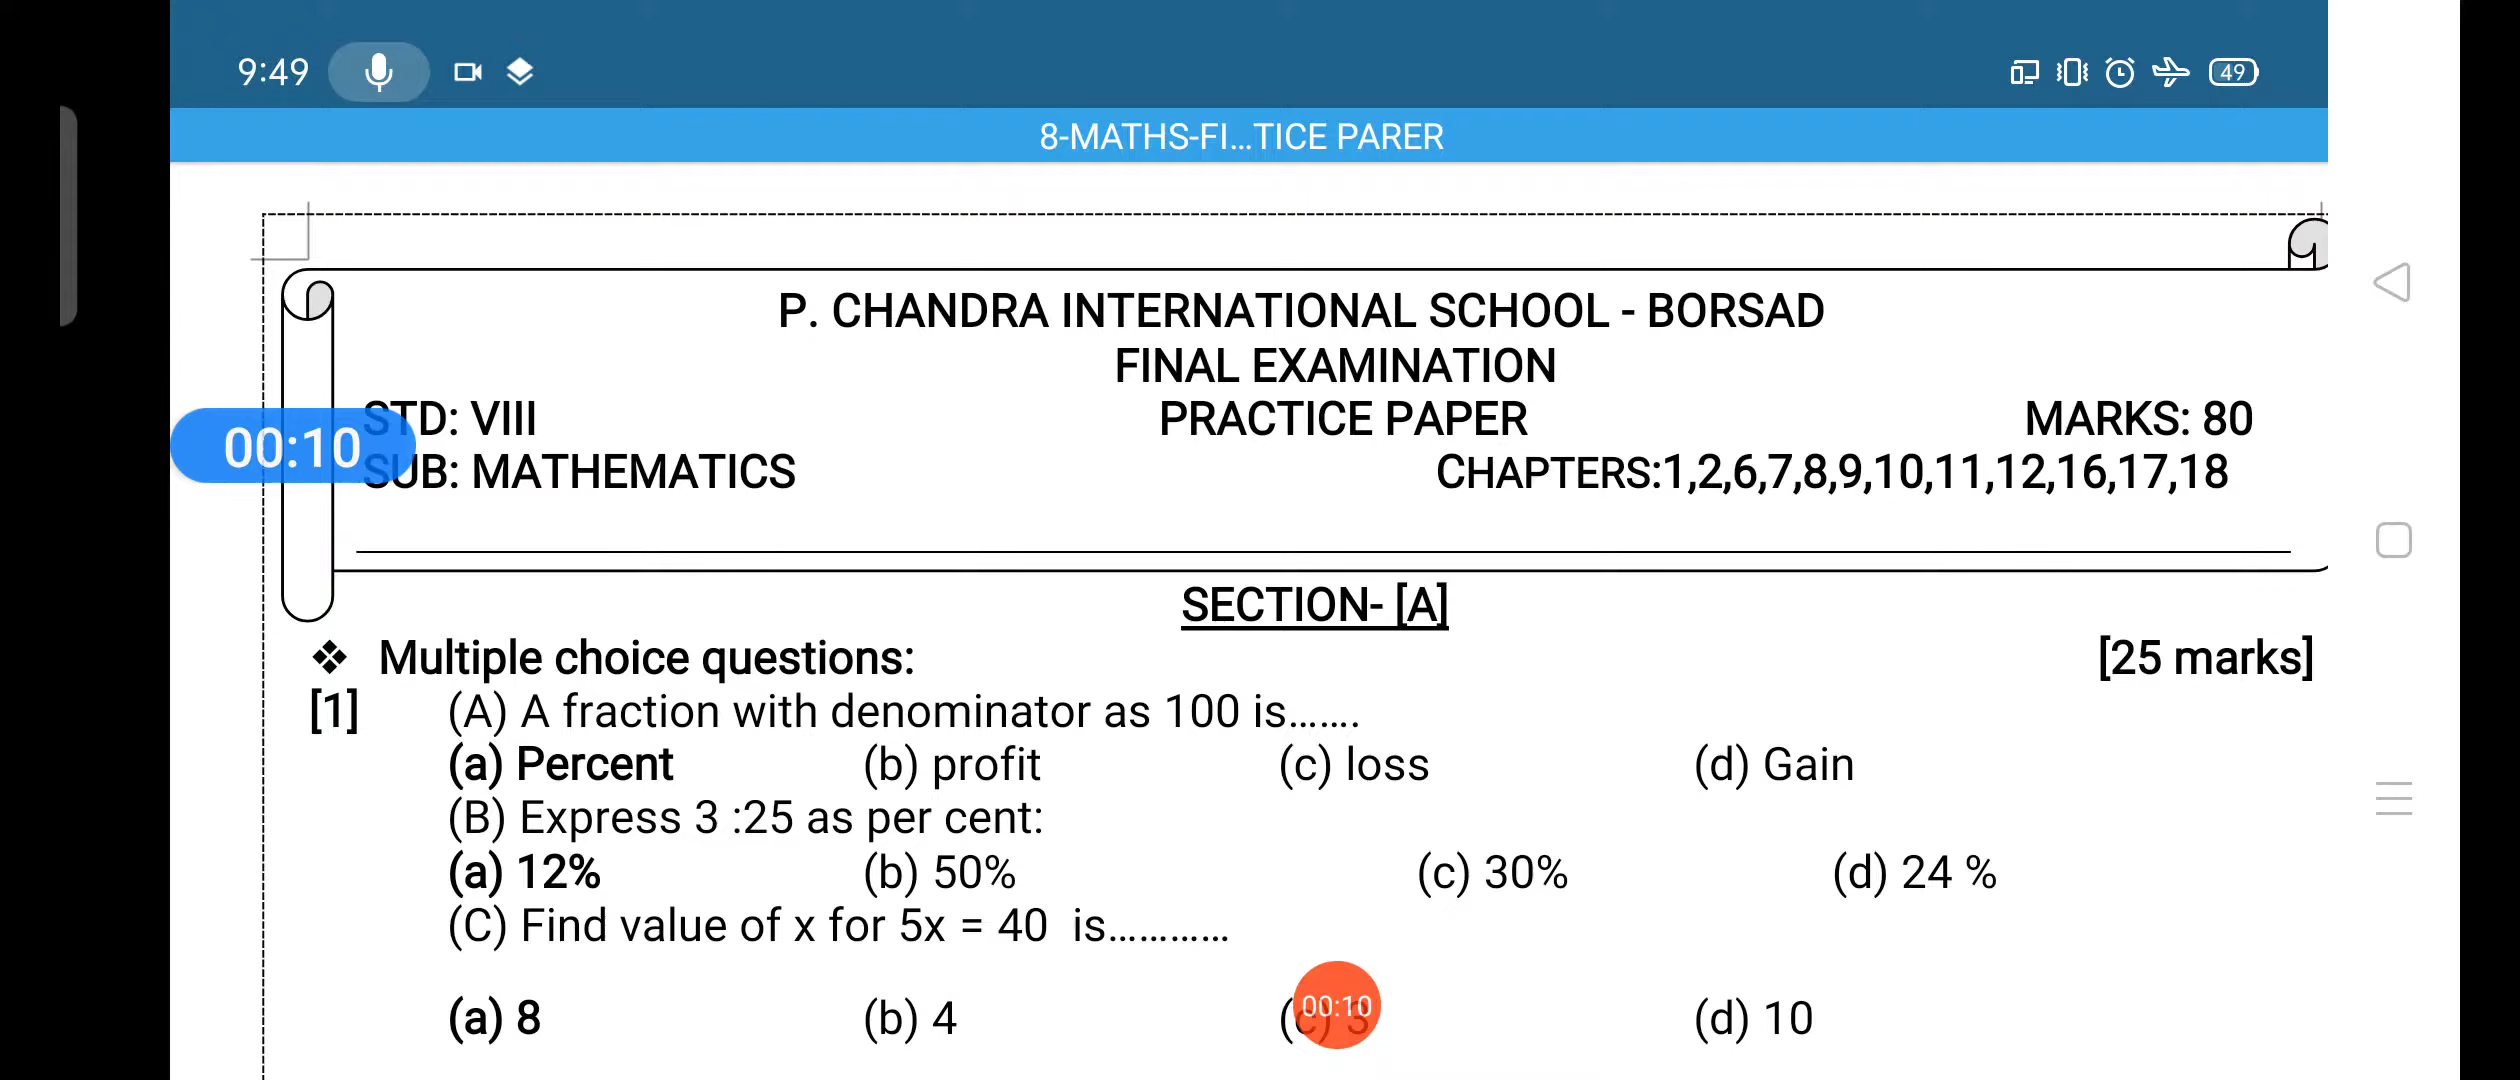 9:49
49
8-MATHS-FI...TICE PARER
P. CHANDRA INTERNATIONAL SCHOOL - BORSAD
FINAL EXAMINATION
STD: VIII PRACTICE PAPER MARKS: 80
00:10
SUB: MATHEMATICS CHAPTERS:1,2,6,7,8,9,10,11,12,16,17,18
SECTION- [A]
❖ Multiple choice questions: [25 marks]
[1] (A) A fraction with denominator as 100 is.......
(a) Percent (b) profit (c) loss (d) Gain
(B) Express 3 :25 as per cent:
(a) 12% (b) 50% (c) 30% (d) 24 %
(C) Find value of x for 5x = 40 is............
(a) 8 (b) 4 (c) 3 (d) 10
00:10